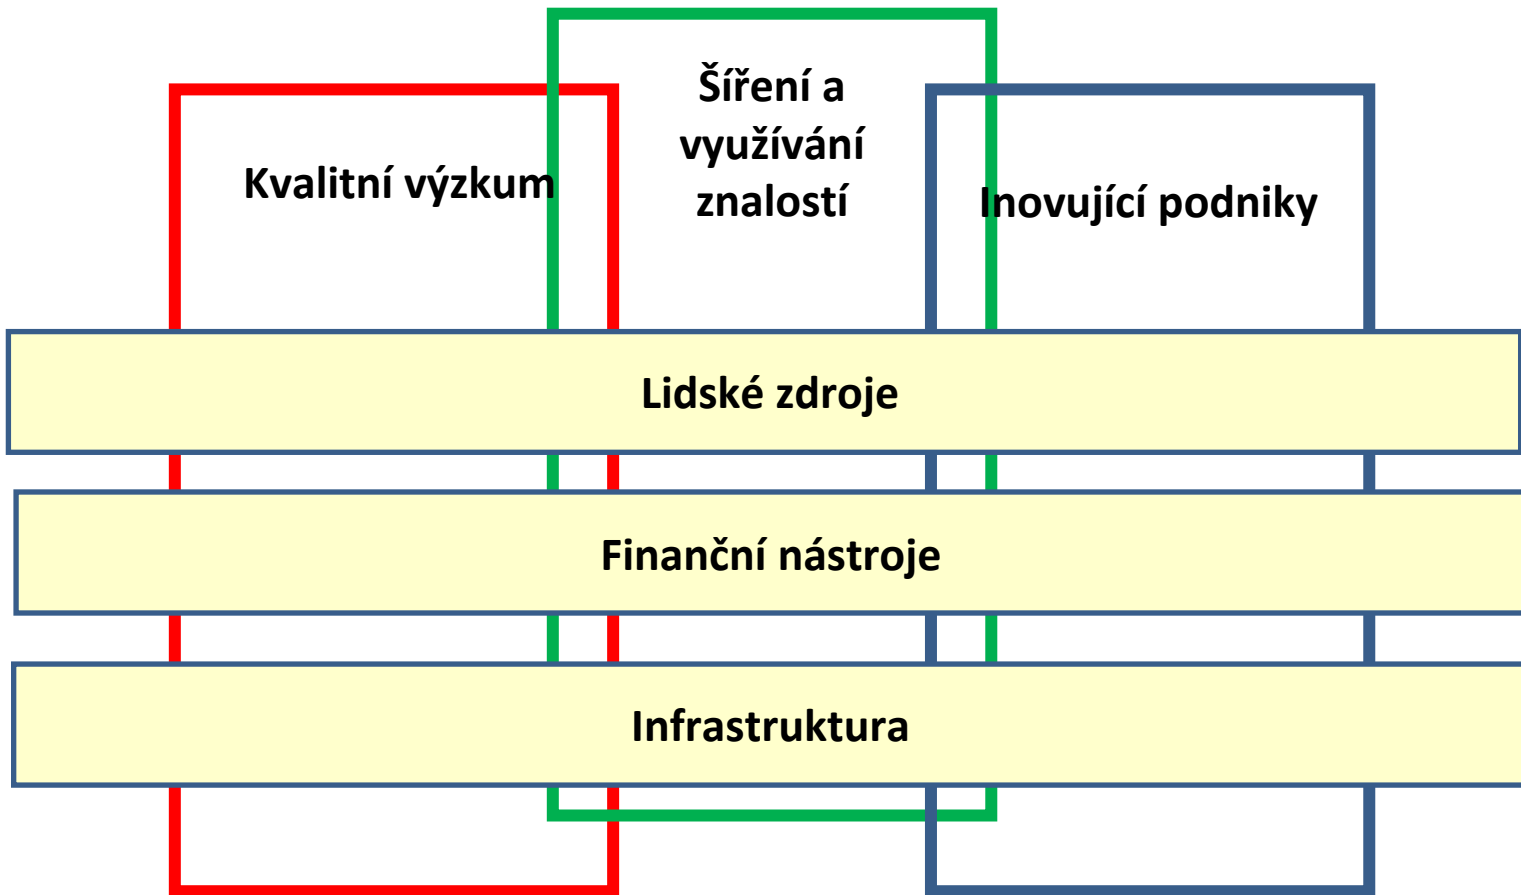 Šíření a
využívání
znalostí
Kvalitní výzkum
Inovující podniky
Lidské zdroje
Finanční nástroje
Infrastruktura